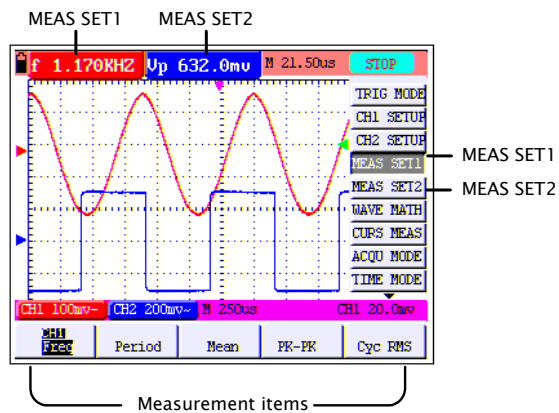 MEAS SET1 MEAS SET2
f 1.170KHZ Vp 632.0mv M 21.50us STOP
TRIG MODE
CH1 SETUP
CH2 SETUP
MEAS SET1 MEAS SET1
MEAS SET2 MEAS SET2
WAVE MATH
CURS MEAS
ACQU MODE
TIME MODE
CH1 100mv- CH2 200mv~ M 250us CH1 20.0mv
CH1
Freq Period Mean PK-PK Cyc RMS
Measurement items